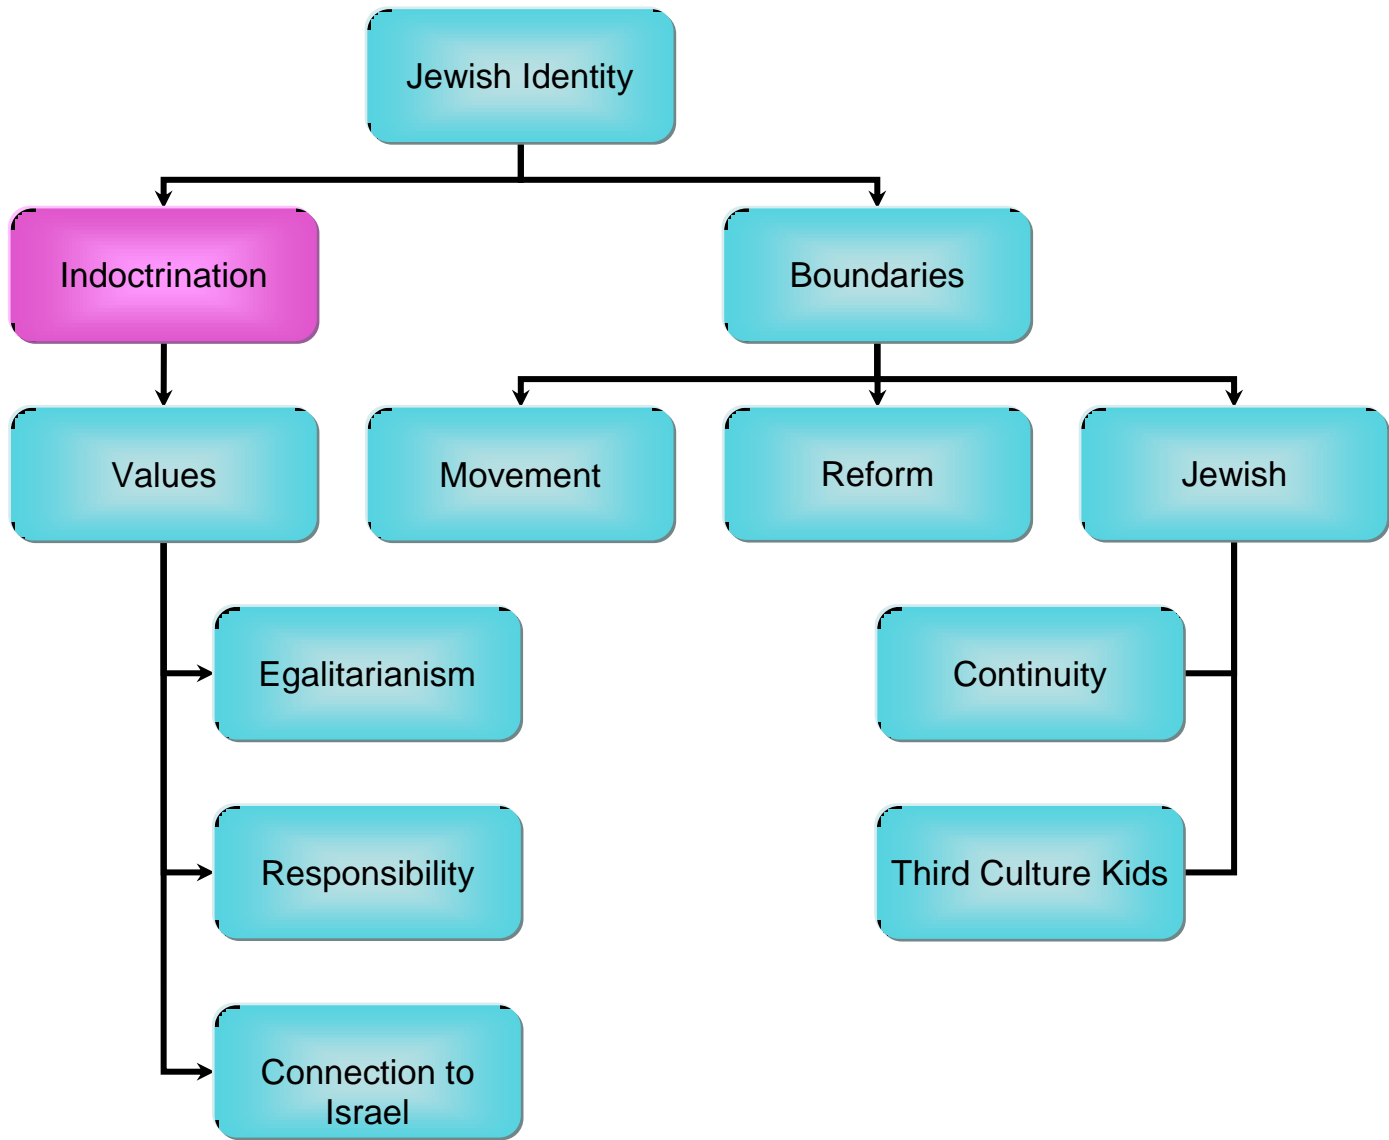 Jewish Identity
Indoctrination
Boundaries
Values
Movement
Reform
Jewish
Egalitarianism
Continuity
Responsibility
Third Culture Kids
Connection to
Israel